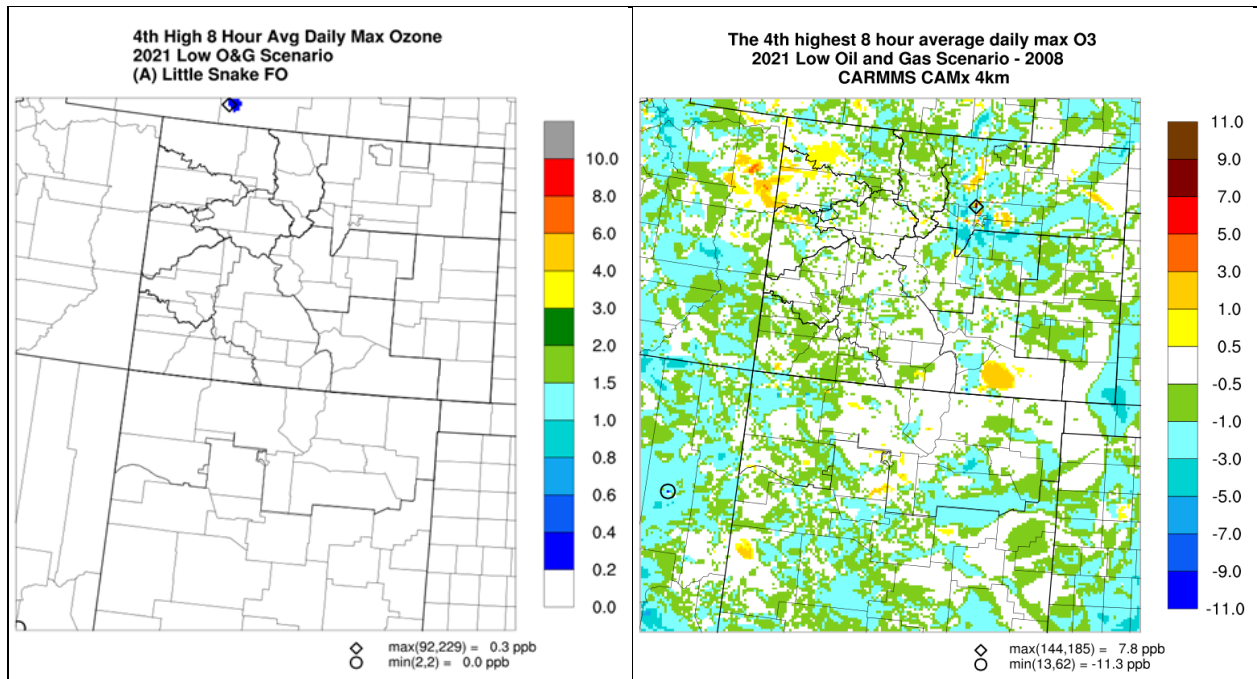 4th High 8 Hour Avg Daily Max Ozone
2021 Low O&G Scenario
(A) Little Snake FO
10.0
8.0
6.0
4.0
3.0
2.0
1.5
1.0
0.8
0.6
0.4
0.2
0.0
max(92,229) = 0.3 ppb
min(2,2) = 0.0 ppb
The 4th highest 8 hour average daily max O3
2021 Low Oil and Gas Scenario - 2008
CARMMS CAMx 4km
11.0
9.0
7.0
5.0
3.0
1.0
0.5
-0.5
-1.0
-3.0
-5.0
-7.0
-9.0
-11.0
max(144,185) = 7.8 ppb
min(13,62) = -11.3 ppb